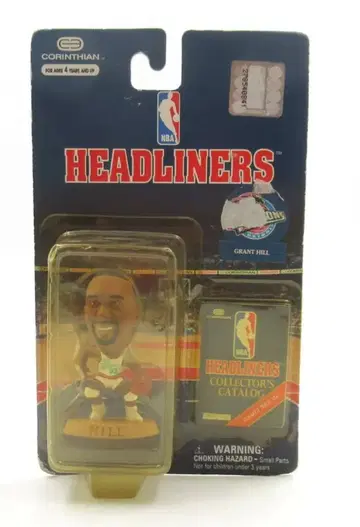 CORINTHIAN
FOR AGES 4 YEARS AND UP
NBA
HEADLINERS™
GRANT HILL
NBA
HEADLINERS
COLLECTOR'S
CATALOG
HILL
WARNING:
CHOKING HAZARD - Small Parts
Not for children under 3 years